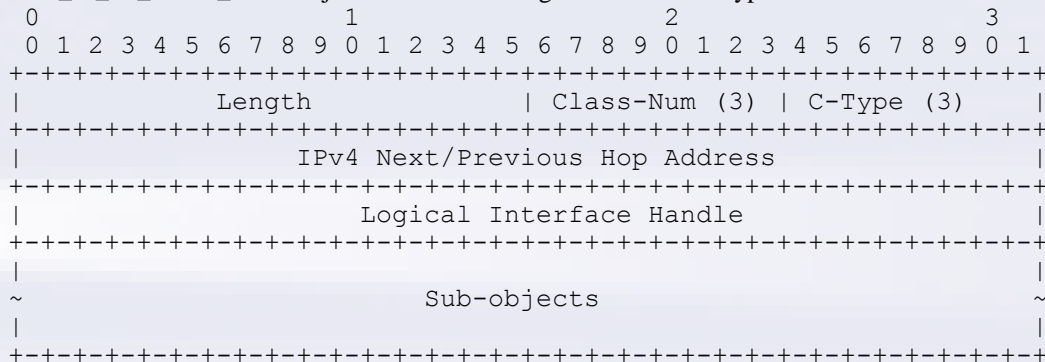 0                   1                   2                   3
0 1 2 3 4 5 6 7 8 9 0 1 2 3 4 5 6 7 8 9 0 1 2 3 4 5 6 7 8 9 0 1
+-+-+-+-+-+-+-+-+-+-+-+-+-+-+-+-+-+-+-+-+-+-+-+-+-+-+-+-+-+-+-+-+
| Length | Class-Num (3) | C-Type (3) |
+-+-+-+-+-+-+-+-+-+-+-+-+-+-+-+-+-+-+-+-+-+-+-+-+-+-+-+-+-+-+-+-+
| IPv4 Next/Previous Hop Address |
+-+-+-+-+-+-+-+-+-+-+-+-+-+-+-+-+-+-+-+-+-+-+-+-+-+-+-+-+-+-+-+-+
| Logical Interface Handle |
+-+-+-+-+-+-+-+-+-+-+-+-+-+-+-+-+-+-+-+-+-+-+-+-+-+-+-+-+-+-+-+-+
| |
~ Sub-objects ~
| |
+-+-+-+-+-+-+-+-+-+-+-+-+-+-+-+-+-+-+-+-+-+-+-+-+-+-+-+-+-+-+-+-+